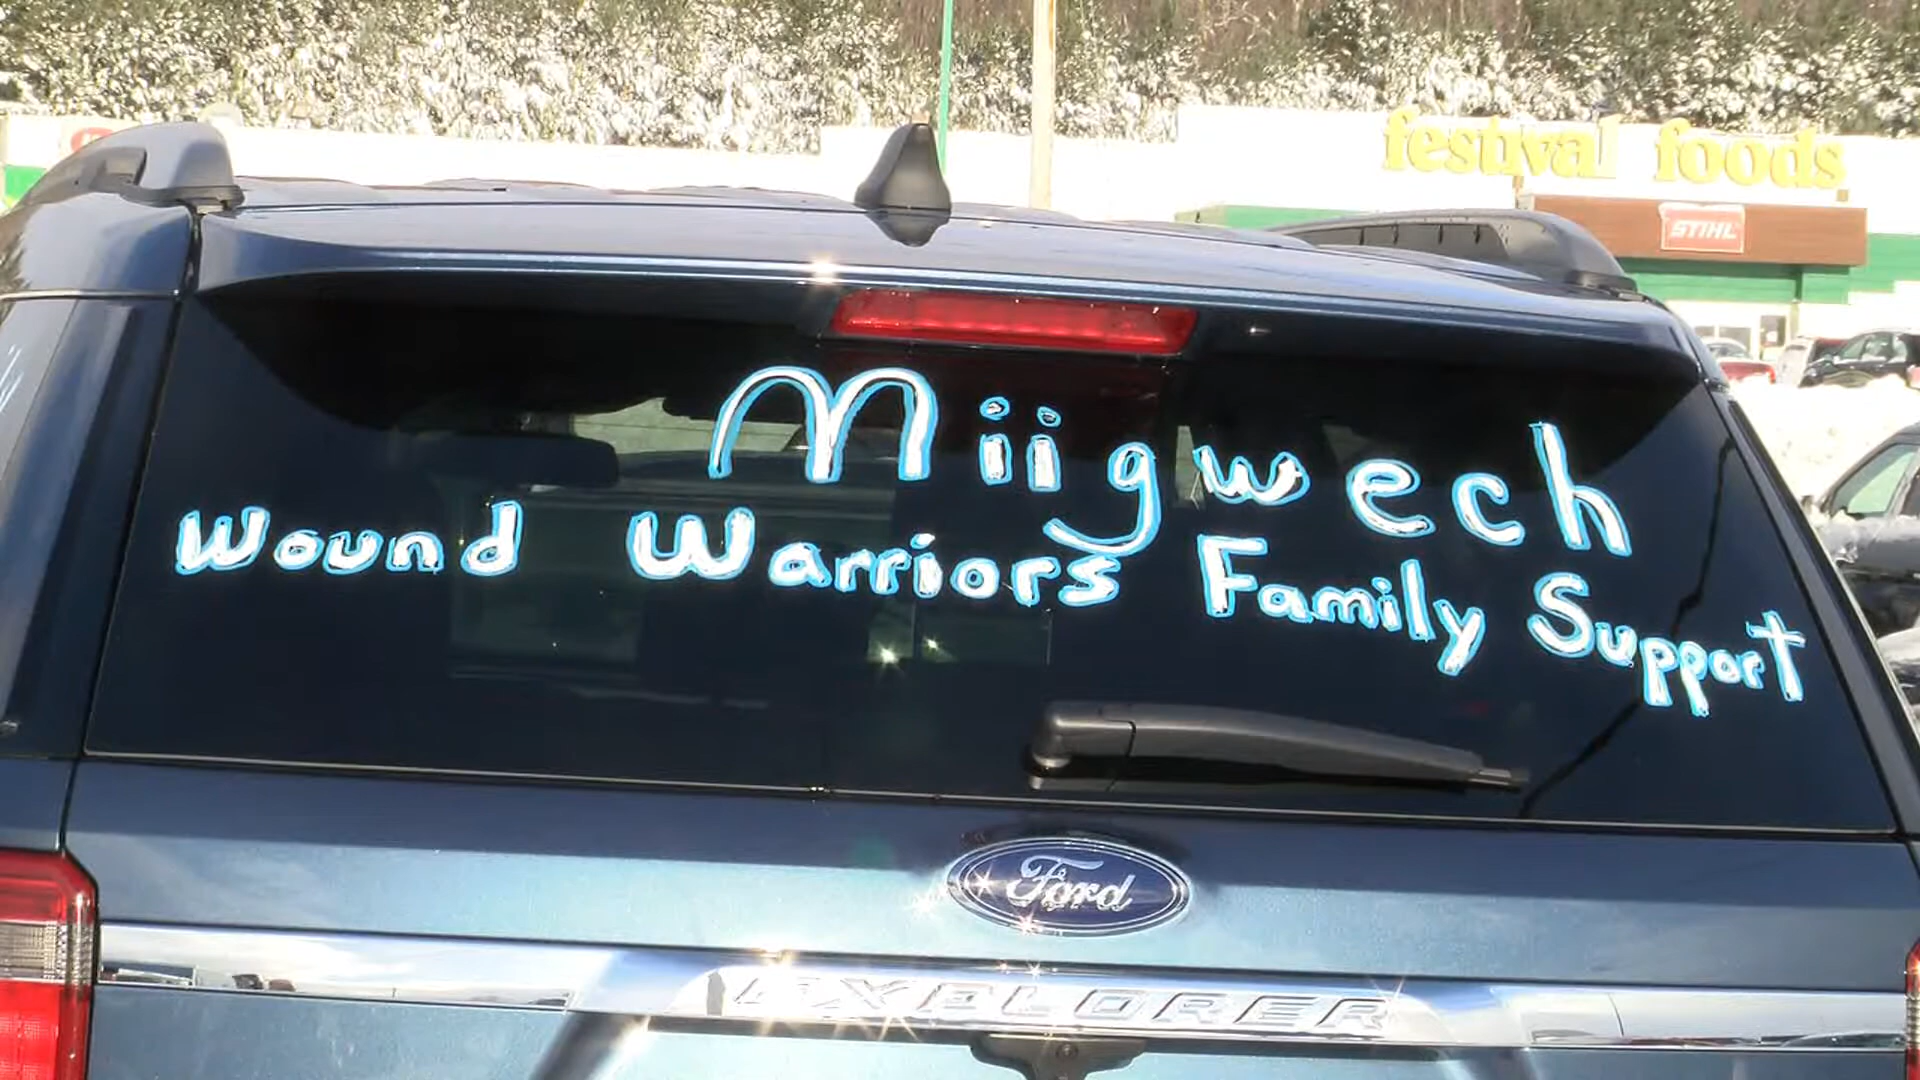 festival foods
STIHL
Miigwech
Wound Warriors Family Support
Ford
EXPLORER